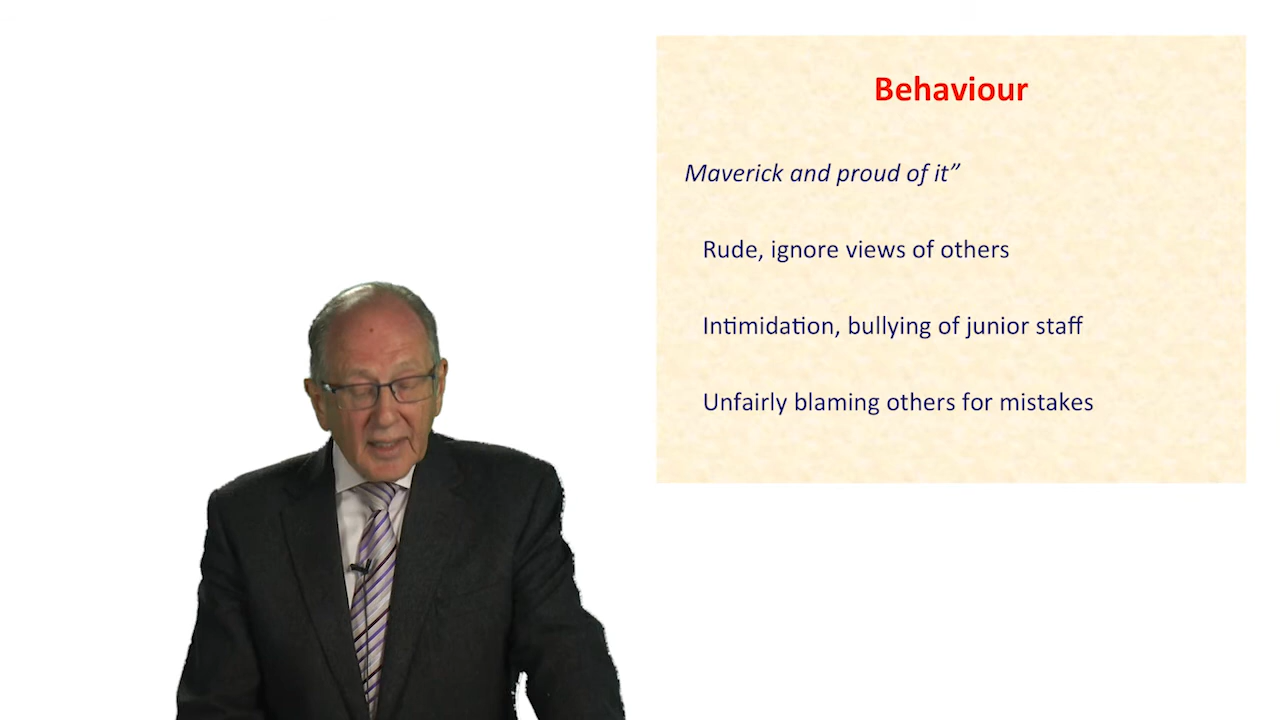 Behaviour
Maverick and proud of it”
Rude, ignore views of others
Intimidation, bullying of junior staff
Unfairly blaming others for mistakes